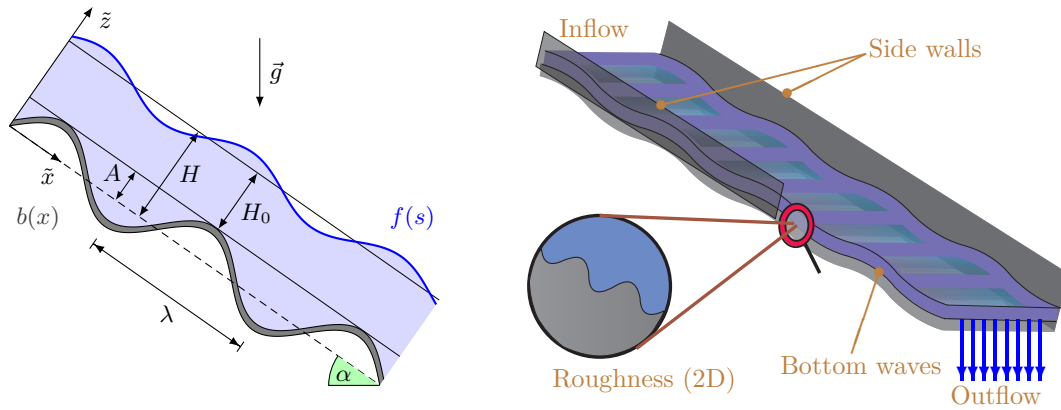 z̃
g⃗
x̃
A
H
H₀
b(x)
f(s)
λ
α
Inflow
Side walls
Roughness (2D)
Bottom waves
Outflow